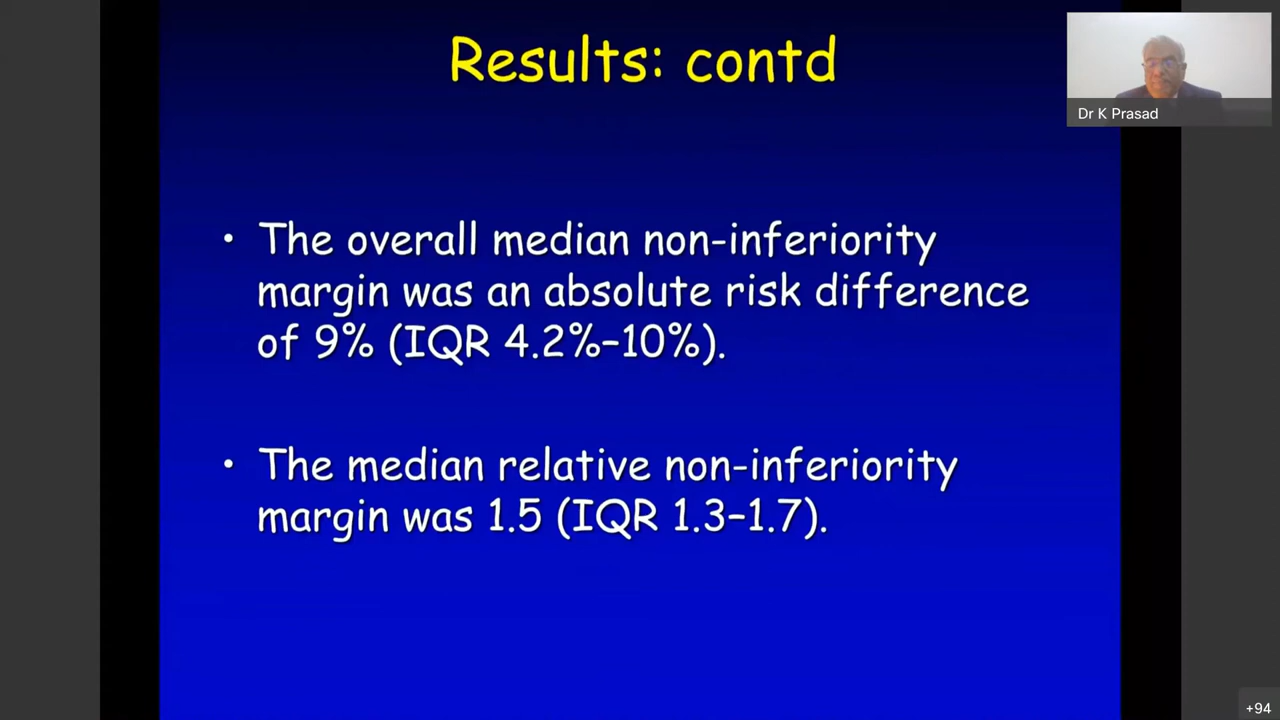 Results: contd
Dr K Prasad
• The overall median non-inferiority
margin was an absolute risk difference
of 9% (IQR 4.2%–10%).
• The median relative non-inferiority
margin was 1.5 (IQR 1.3–1.7).
+94